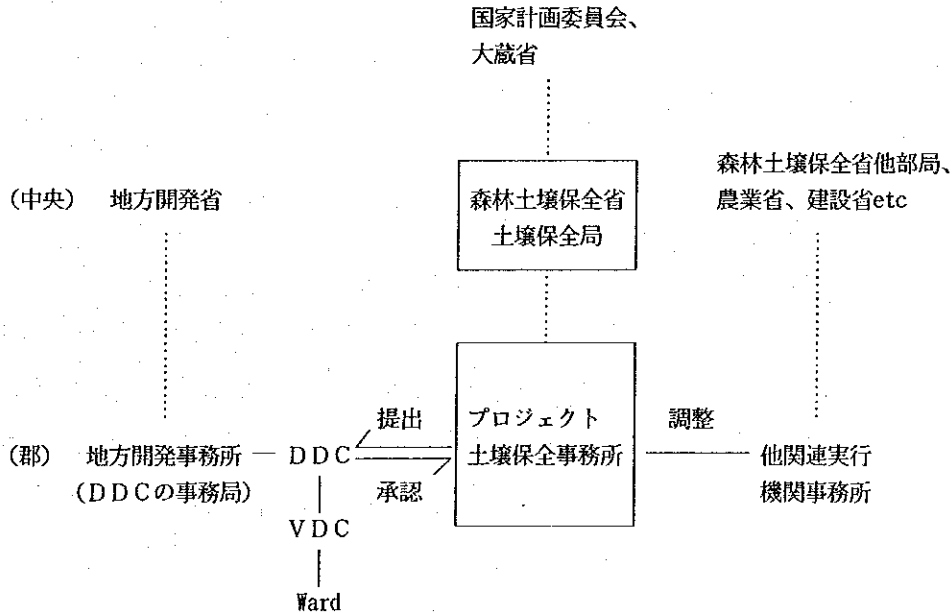 国家計画委員会、
大蔵省
(中央) 地方開発省
森林土壌保全省
土壌保全局
森林土壌保全省他部局、
農業省、建設省etc
提出
プロジェクト
調整
(郡) 地方開発事務所
DDC
土壌保全事務所
他関連実行
(DDCの事務局)
承認
機関事務所
VDC
Ward